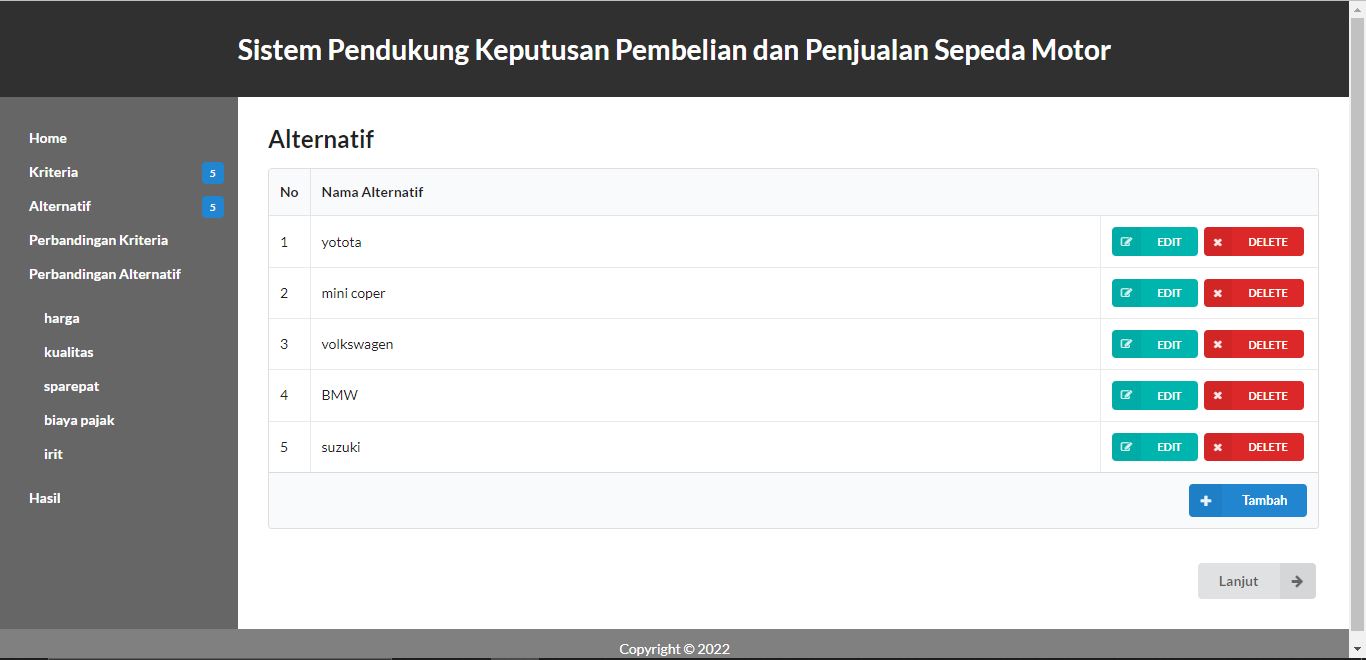 Sistem Pendukung Keputusan Pembelian dan Penjualan Sepeda Motor
Home
Kriteria 5
Alternatif 5
Perbandingan Kriteria
Perbandingan Alternatif
harga
kualitas
sparepat
biaya pajak
irit
Hasil
Alternatif
No Nama Alternatif
1 yotota EDIT DELETE
2 mini coper EDIT DELETE
3 volkswagen EDIT DELETE
4 BMW EDIT DELETE
5 suzuki EDIT DELETE
Tambah
Lanjut
Copyright © 2022